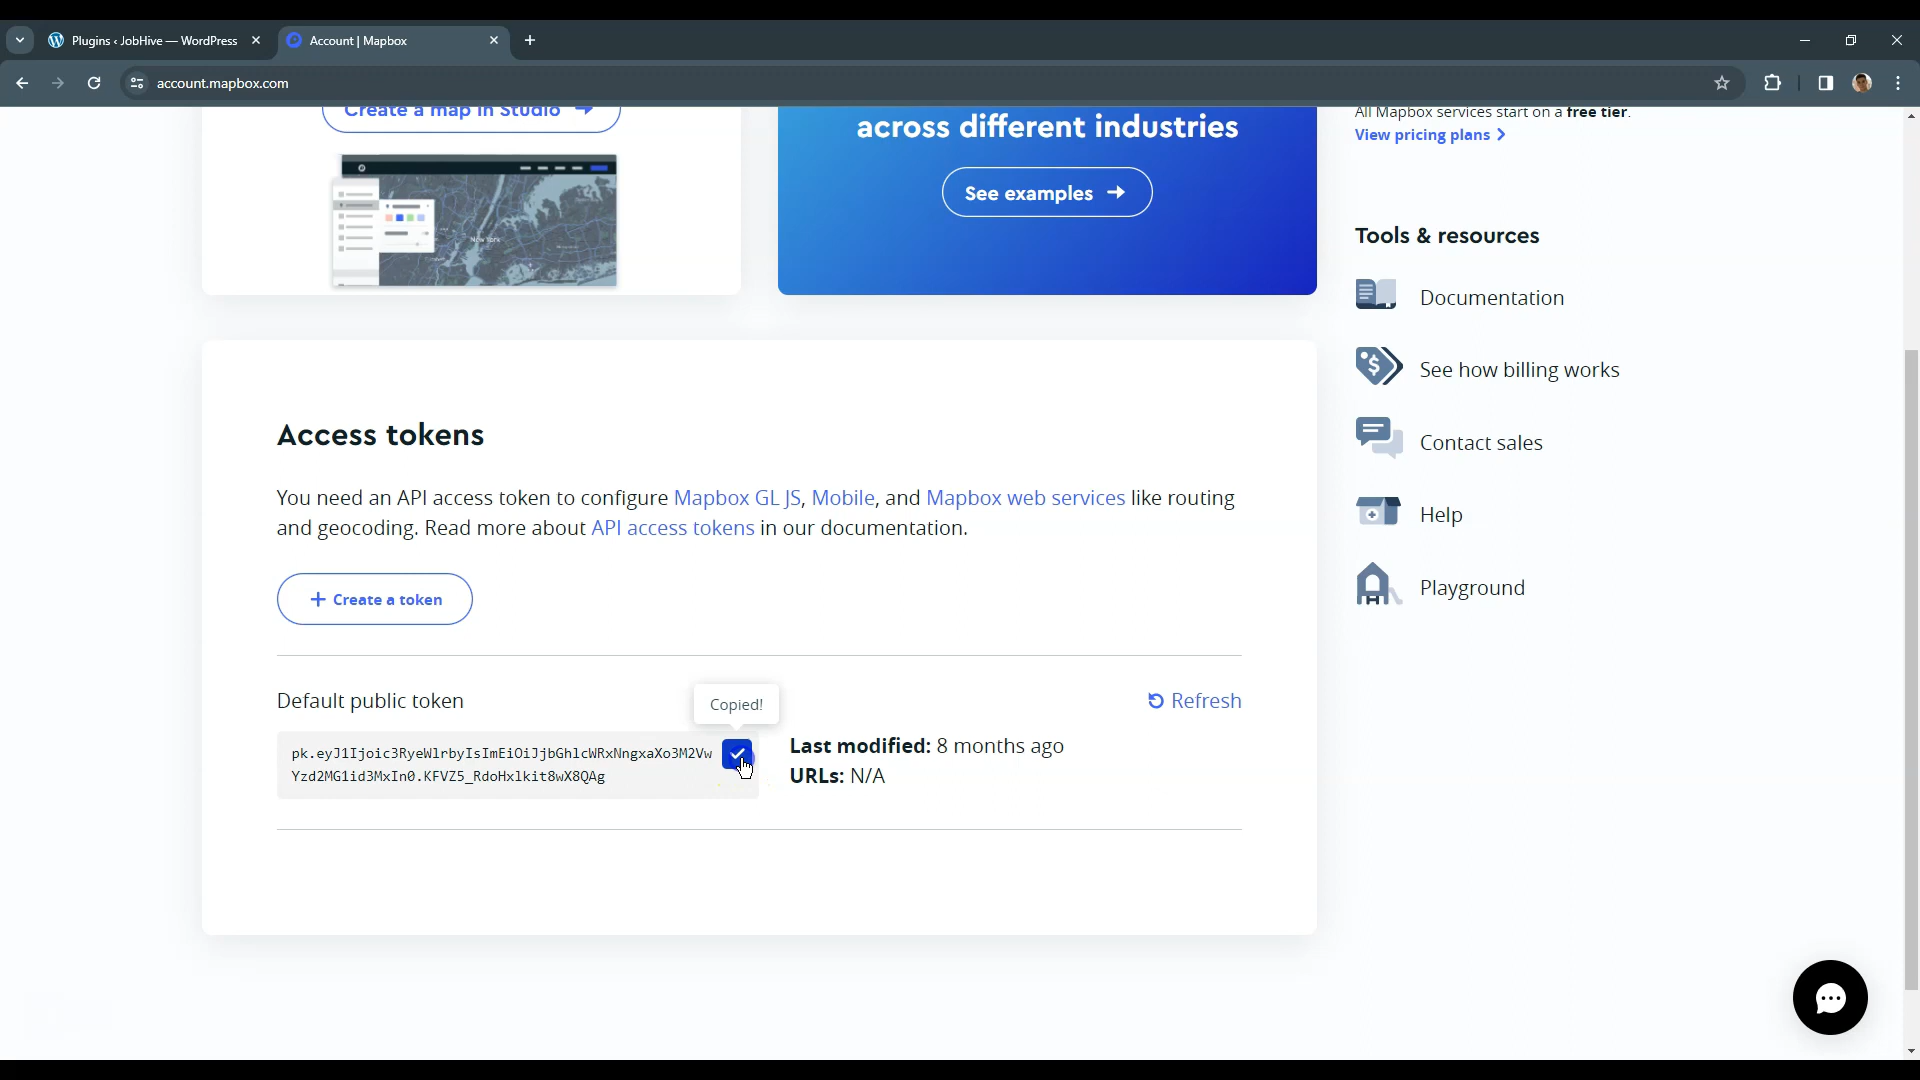 Plugins ‹ JobHive — WordPress
Account | Mapbox
account.mapbox.com
Create a map in Studio →
across different industries
See examples →
New York
All Mapbox services start on a free tier.
View pricing plans
Tools & resources
Documentation
See how billing works
Contact sales
Help
Playground
Access tokens
You need an API access token to configure Mapbox GL JS, Mobile, and Mapbox web services like routing
and geocoding. Read more about API access tokens in our documentation.
+ Create a token
Default public token
Copied!
Refresh
pk.eyJ1Ijoic3RyeWlrbyIsImEiOiJjbGhlcWRxNngxaXo3M2Vw
Yzd2MG1id3MxIn0.KFVZ5_RdoHxlkit8wX8QAg
Last modified: 8 months ago
URLs: N/A